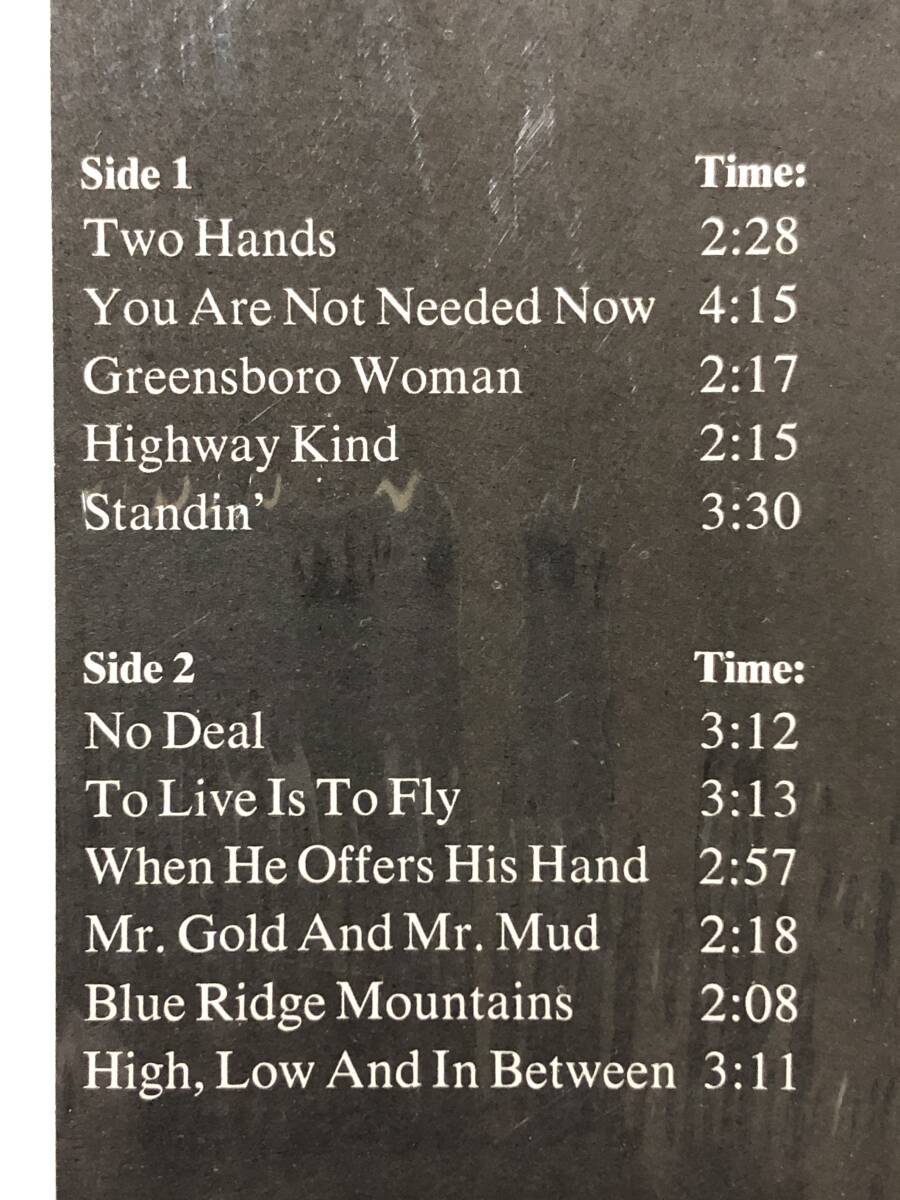 Side 1 Time:
Two Hands 2:28
You Are Not Needed Now 4:15
Greensboro Woman 2:17
Highway Kind 2:15
Standin’ 3:30
Side 2 Time:
No Deal 3:12
To Live Is To Fly 3:13
When He Offers His Hand 2:57
Mr. Gold And Mr. Mud 2:18
Blue Ridge Mountains 2:08
High, Low And In Between 3:11